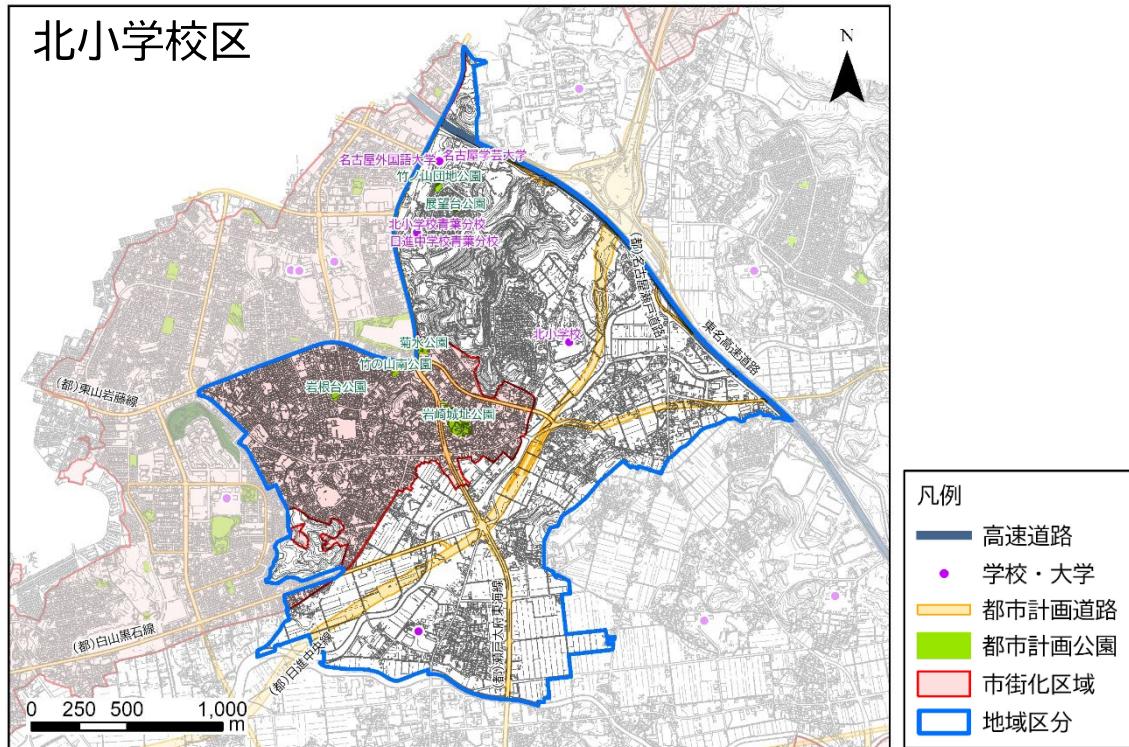 北小学校区
N
名古屋外国語大学
名古屋学芸大学
竹ノ山団地公園
展望台公園
北小学校青葉分校
日進中学校青葉分校
(都)名古屋瀬戸道路
北小学校
東名高速道路
菊水公園
竹の山南公園
(都)東山岩藤線
岩根台公園
岩崎城址公園
(都)瀬戸大府東海線
(都)白山黒石線
(都)日進中央線
0 250 500 1,000
m
凡例
高速道路
学校・大学
都市計画道路
都市計画公園
市街化区域
地域区分